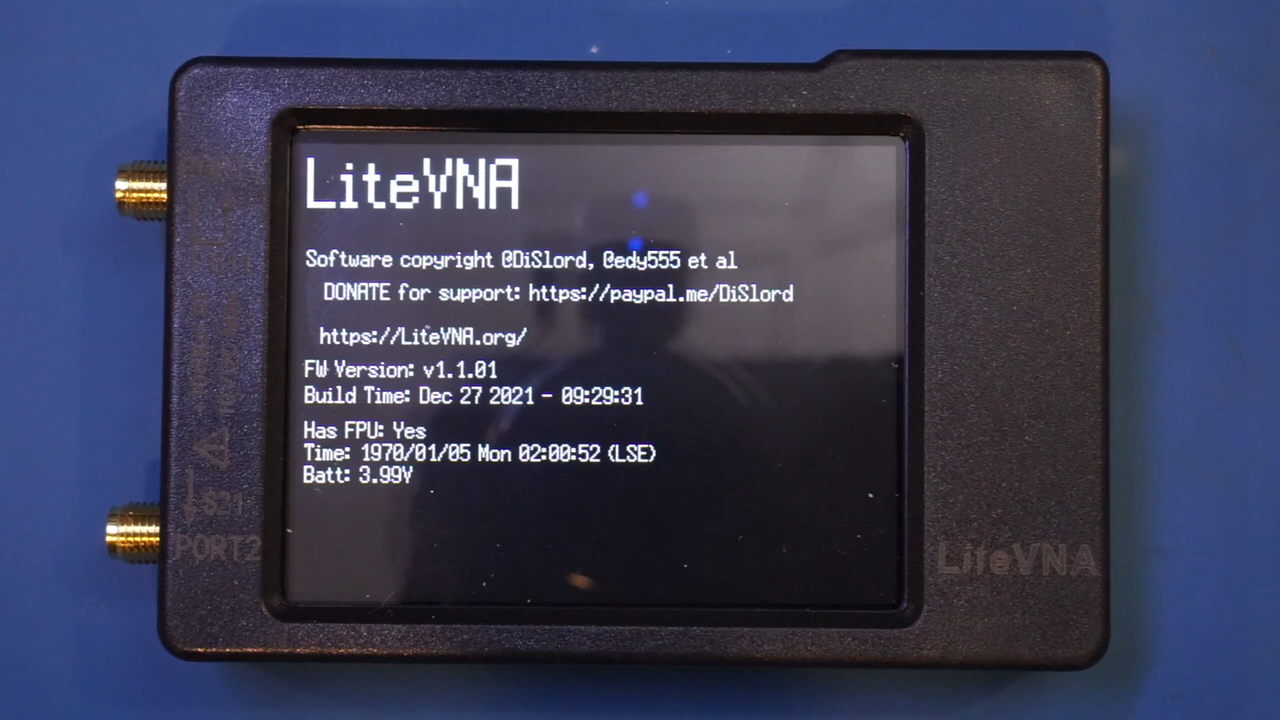 LiteVNA
Software copyright @DiSlord, @edy555 et al
DONATE for support: https://paypal.me/DiSlord
https://LiteVNA.org/
FW Version: v1.1.01
Build Time: Dec 27 2021 - 09:29:31
Has FPU: Yes
Time: 1970/01/05 Mon 02:00:52 (LSE)
Batt: 3.99V
S21
PORT2
LiteVNA